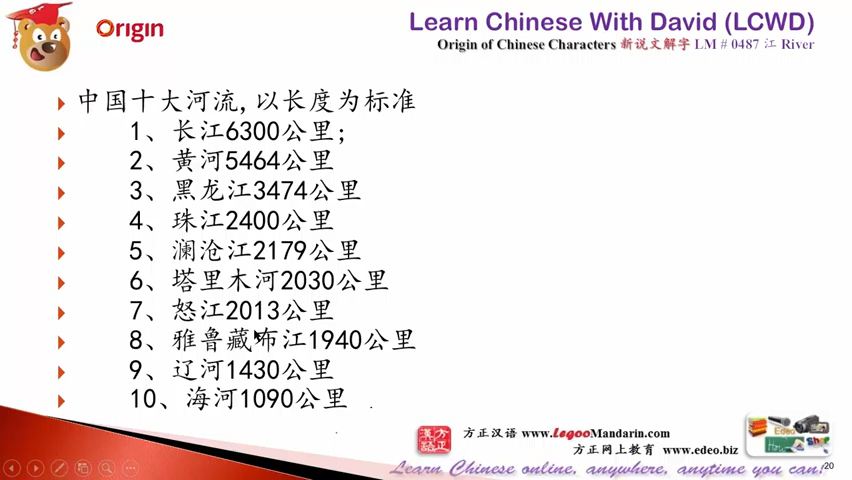 Origin
Learn Chinese With David (LCWD)
Origin of Chinese Characters 新说文解字 LM # 0487 江 River
中国十大河流,以长度为标准
1、长江6300公里;
2、黄河5464公里
3、黑龙江3474公里
4、珠江2400公里
5、澜沧江2179公里
6、塔里木河2030公里
7、怒江2013公里
8、雅鲁藏布江1940公里
9、辽河1430公里
10、海河1090公里
方正汉语 www.LegooMandarin.com
方正网上教育 www.edeo.biz
Learn Chinese online, anywhere, anytime you can!
20